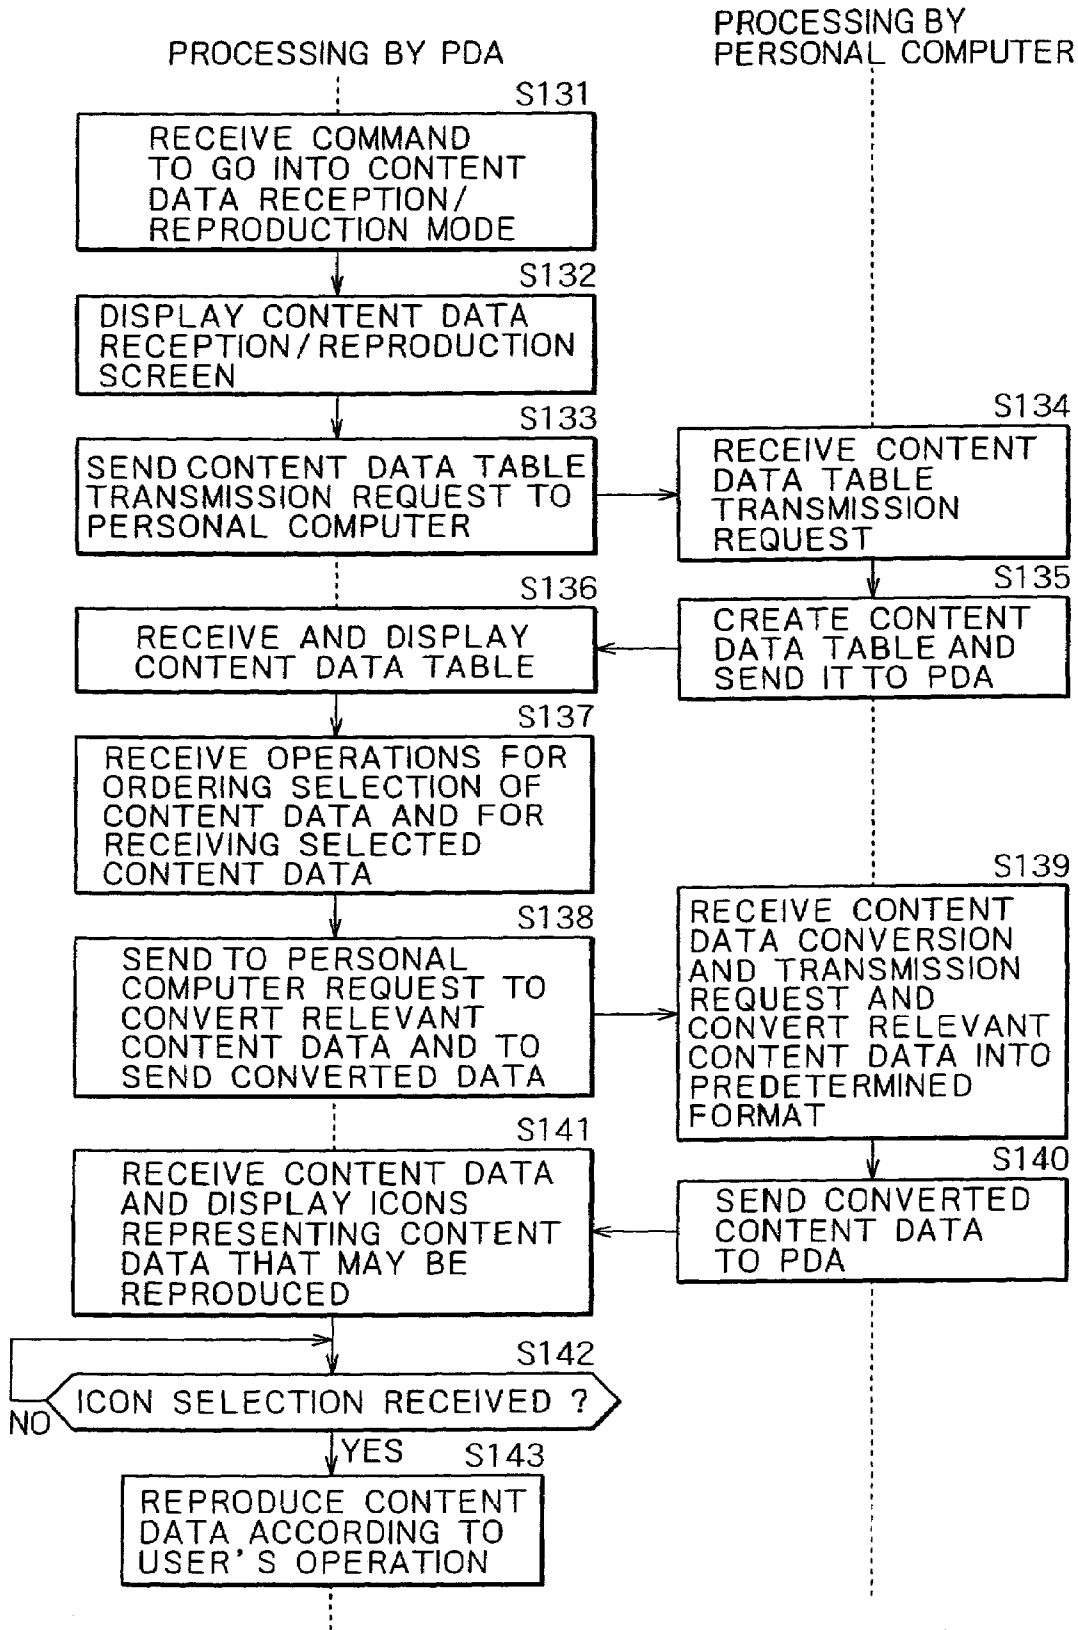 PROCESSING BY PDA
PROCESSING BY
PERSONAL COMPUTER
S131
RECEIVE COMMAND
TO GO INTO CONTENT
DATA RECEPTION/
REPRODUCTION MODE
S132
DISPLAY CONTENT DATA
RECEPTION/REPRODUCTION
SCREEN
S133
SEND CONTENT DATA TABLE
TRANSMISSION REQUEST TO
PERSONAL COMPUTER
S134
RECEIVE CONTENT
DATA TABLE
TRANSMISSION
REQUEST
S135
CREATE CONTENT
DATA TABLE AND
SEND IT TO PDA
S136
RECEIVE AND DISPLAY
CONTENT DATA TABLE
S137
RECEIVE OPERATIONS FOR
ORDERING SELECTION OF
CONTENT DATA AND FOR
RECEIVING SELECTED
CONTENT DATA
S138
SEND TO PERSONAL
COMPUTER REQUEST TO
CONVERT RELEVANT
CONTENT DATA AND TO
SEND CONVERTED DATA
S139
RECEIVE CONTENT
DATA CONVERSION
AND TRANSMISSION
REQUEST AND
CONVERT RELEVANT
CONTENT DATA INTO
PREDETERMINED
FORMAT
S140
SEND CONVERTED
CONTENT DATA
TO PDA
S141
RECEIVE CONTENT DATA
AND DISPLAY ICONS
REPRESENTING CONTENT
DATA THAT MAY BE
REPRODUCED
S142
ICON SELECTION RECEIVED ?
NO
YES
S143
REPRODUCE CONTENT
DATA ACCORDING TO
USER'S OPERATION